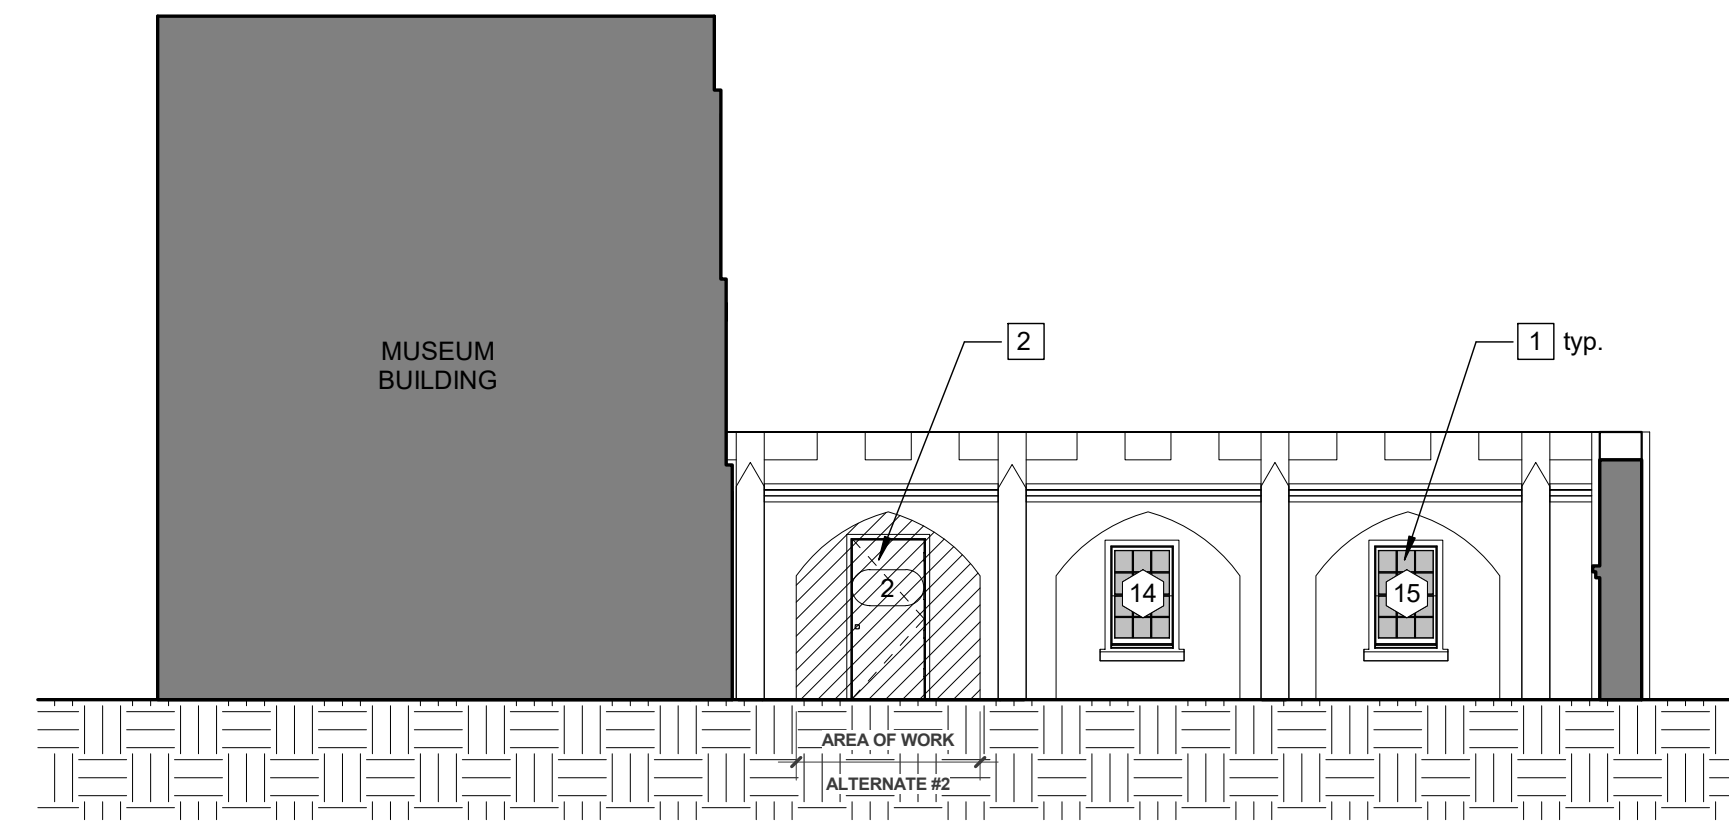 MUSEUM
BUILDING
2
1 typ.
2
14
15
AREA OF WORK
ALTERNATE #2